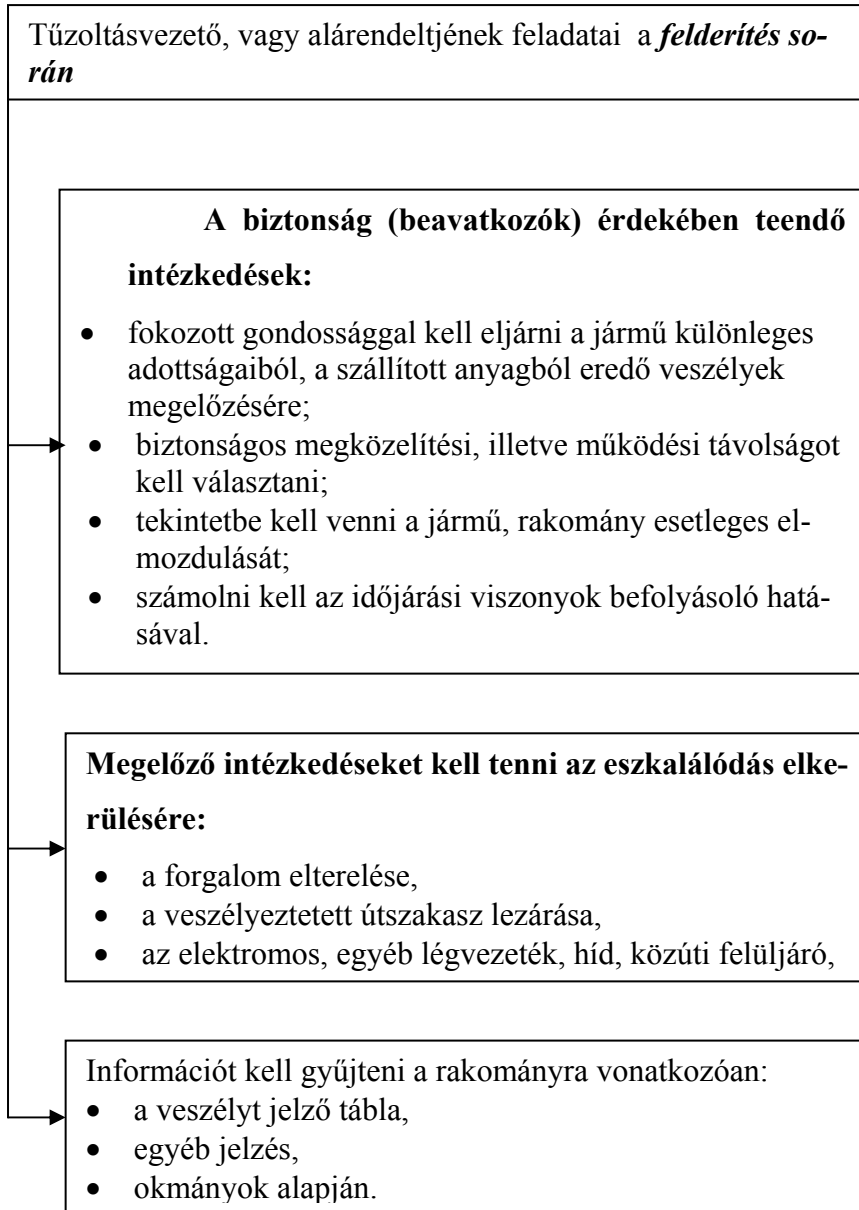 Tűzoltásvezető, vagy alárendeltjének feladatai a felderítés so-
rán
A biztonság (beavatkozók) érdekében teendő
intézkedések:
• fokozott gondossággal kell eljárni a jármű különleges
adottságaiból, a szállított anyagból eredő veszélyek
megelőzésére;
• biztonságos megközelítési, illetve működési távolságot
kell választani;
• tekintetbe kell venni a jármű, rakomány esetleges el-
mozdulását;
• számolni kell az időjárási viszonyok befolyásoló hatá-
sával.
Megelőző intézkedéseket kell tenni az eszkalálódás elke-
rülésére:
• a forgalom elterelése,
• a veszélyeztetett útszakasz lezárása,
• az elektromos, egyéb légvezeték, híd, közúti felüljáró,
Információt kell gyűjteni a rakományra vonatkozóan:
• a veszélyt jelző tábla,
• egyéb jelzés,
• okmányok alapján.